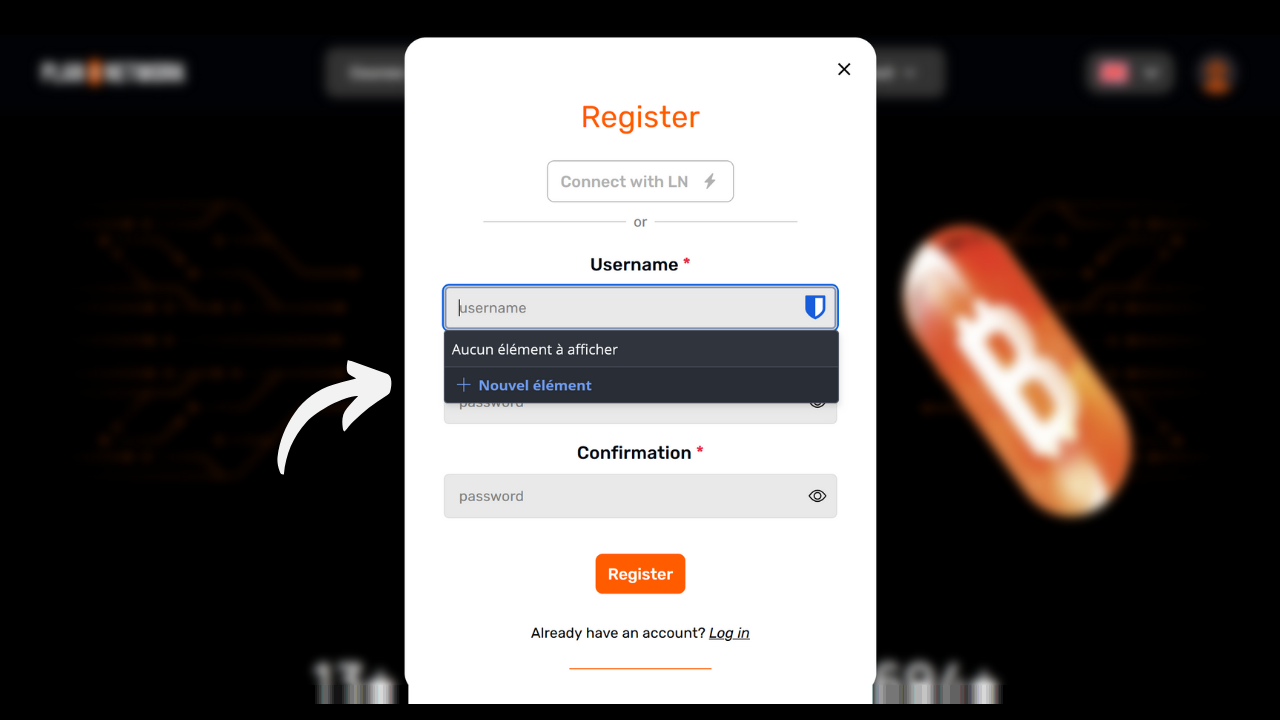 Register
Connect with LN
or
Username *
username
Aucun élément à afficher
Nouvel élément
password
Confirmation *
password
Register
Already have an account? Log in